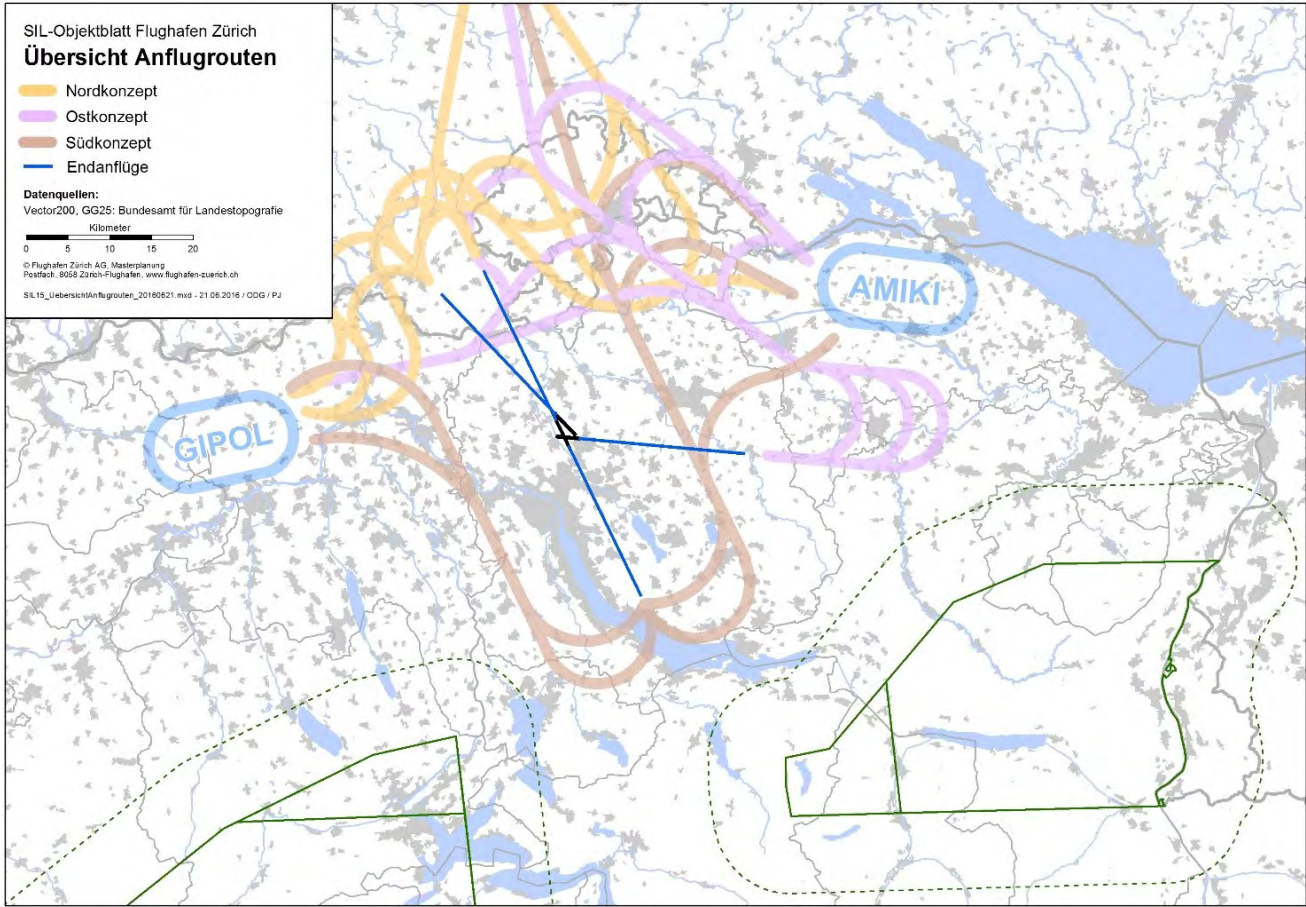 SIL-Objektblatt Flughafen Zürich
Übersicht Anflugrouten
Nordkonzept
Ostkonzept
Südkonzept
Endanflüge
Datenquellen:
Vector200, GG25: Bundesamt für Landestopografie
Kilometer
0 5 10 15 20
© Flughafen Zürich AG, Masterplanung
Postfach, 8058 Zürich-Flughafen, www.flughafen-zuerich.ch
SIL15_UebersichtAnflugrouten_20160621.mxd - 21.06.2016 / ODG / PJ
AMIKI
GIPOL